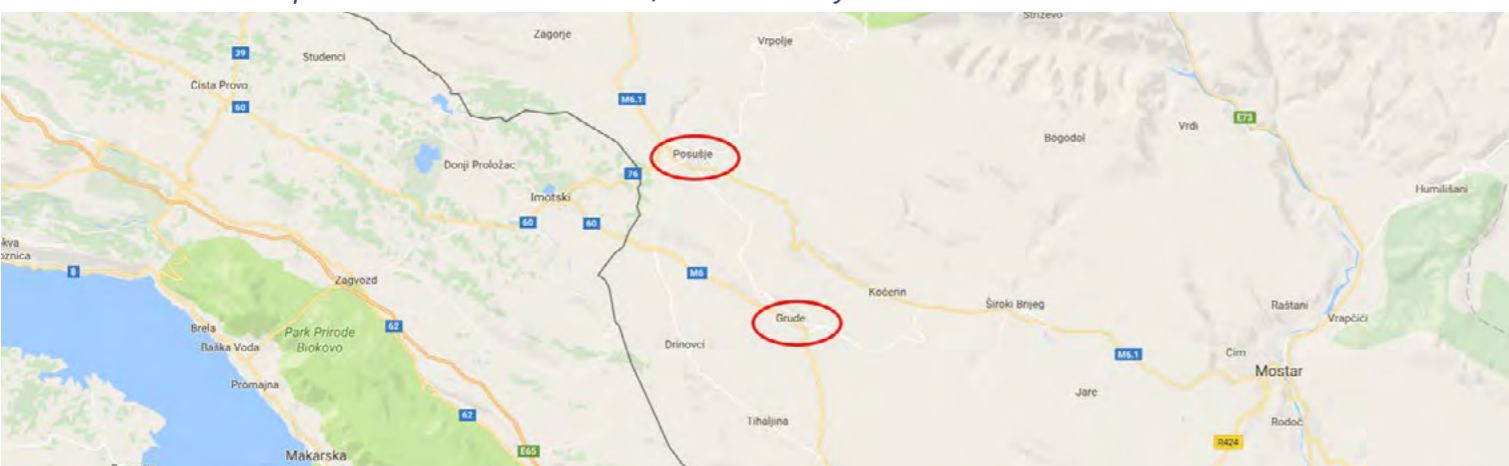 Striževo
Zagorje
Vrpolje
39
Studenci
Čista Provo
60
M6.1
E73
Vrdi
Bogodol
Posušje
Donji Proložac
76
Humilišani
Imotski
60
60
8
Zagvozd
M6
Kočerin
Široki Brijeg
Raštani
Grude
Vrapčići
Brela
Park Prirode
Biokovo
62
Baška Voda
Drinovci
M6.1
Cim
Mostar
Promajna
Jare
62
Tihaljina
Rodoč
R424
E65
Makarska